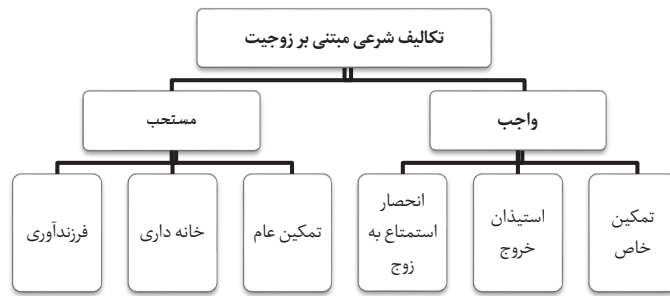 تکالیف شرعی مبتنی بر زوجیت
واجب
مستحب
تمکین
خاص
استیذان
خروج
انحصار
استمتاع به
زوج
تمکین عام
خانه داری
فرزندآوری